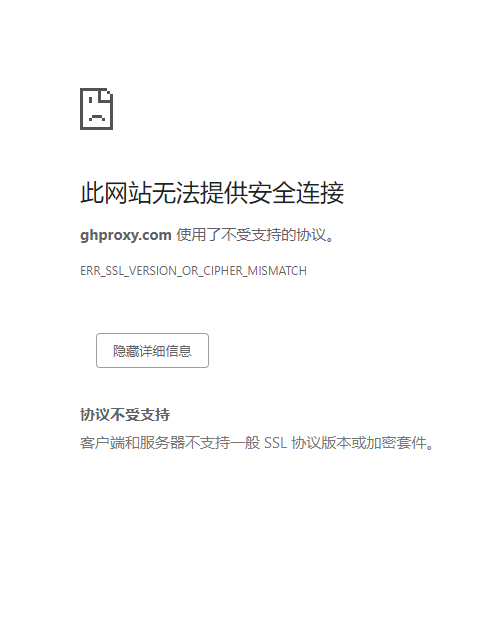 此网站无法提供安全连接
ghproxy.com 使用了不受支持的协议。
ERR_SSL_VERSION_OR_CIPHER_MISMATCH
隐藏详细信息
协议不受支持
客户端和服务器不支持一般 SSL 协议版本或加密套件。